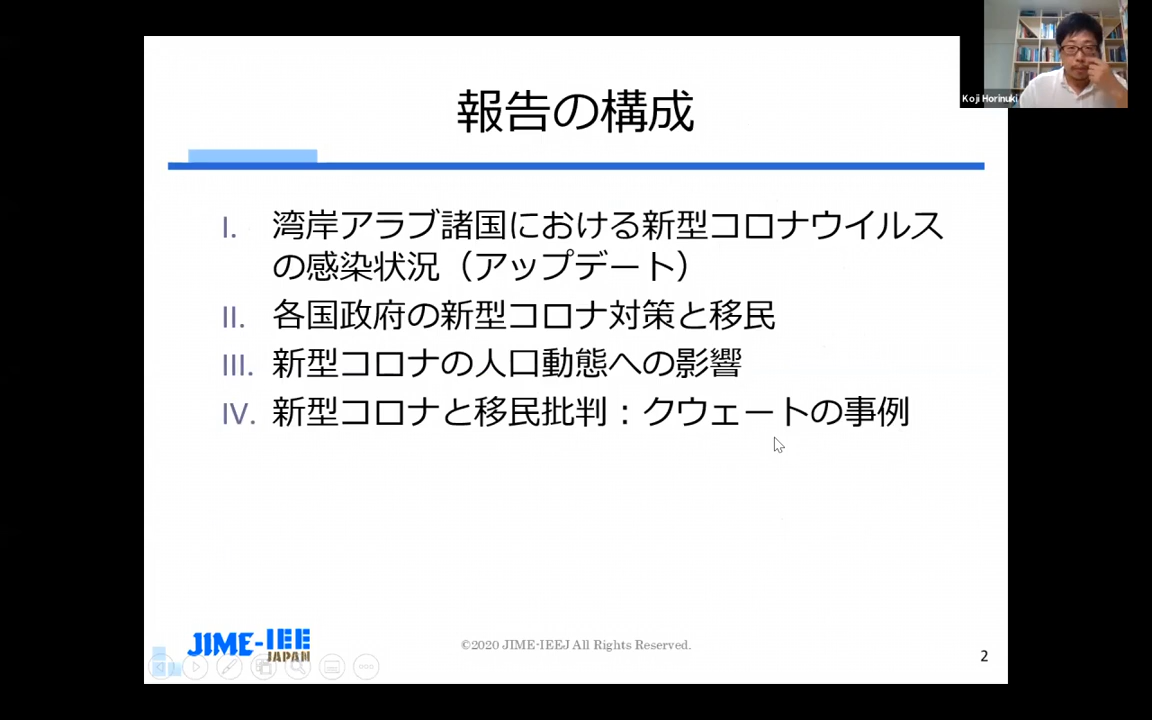 Koji Horinuki
報告の構成
I. 湾岸アラブ諸国における新型コロナウイルス
の感染状況（アップデート）
II. 各国政府の新型コロナ対策と移民
III. 新型コロナの人口動態への影響
IV. 新型コロナと移民批判：クウェートの事例
JIME-IEE
JAPAN
©2020 JIME-IEEJ All Rights Reserved.
2